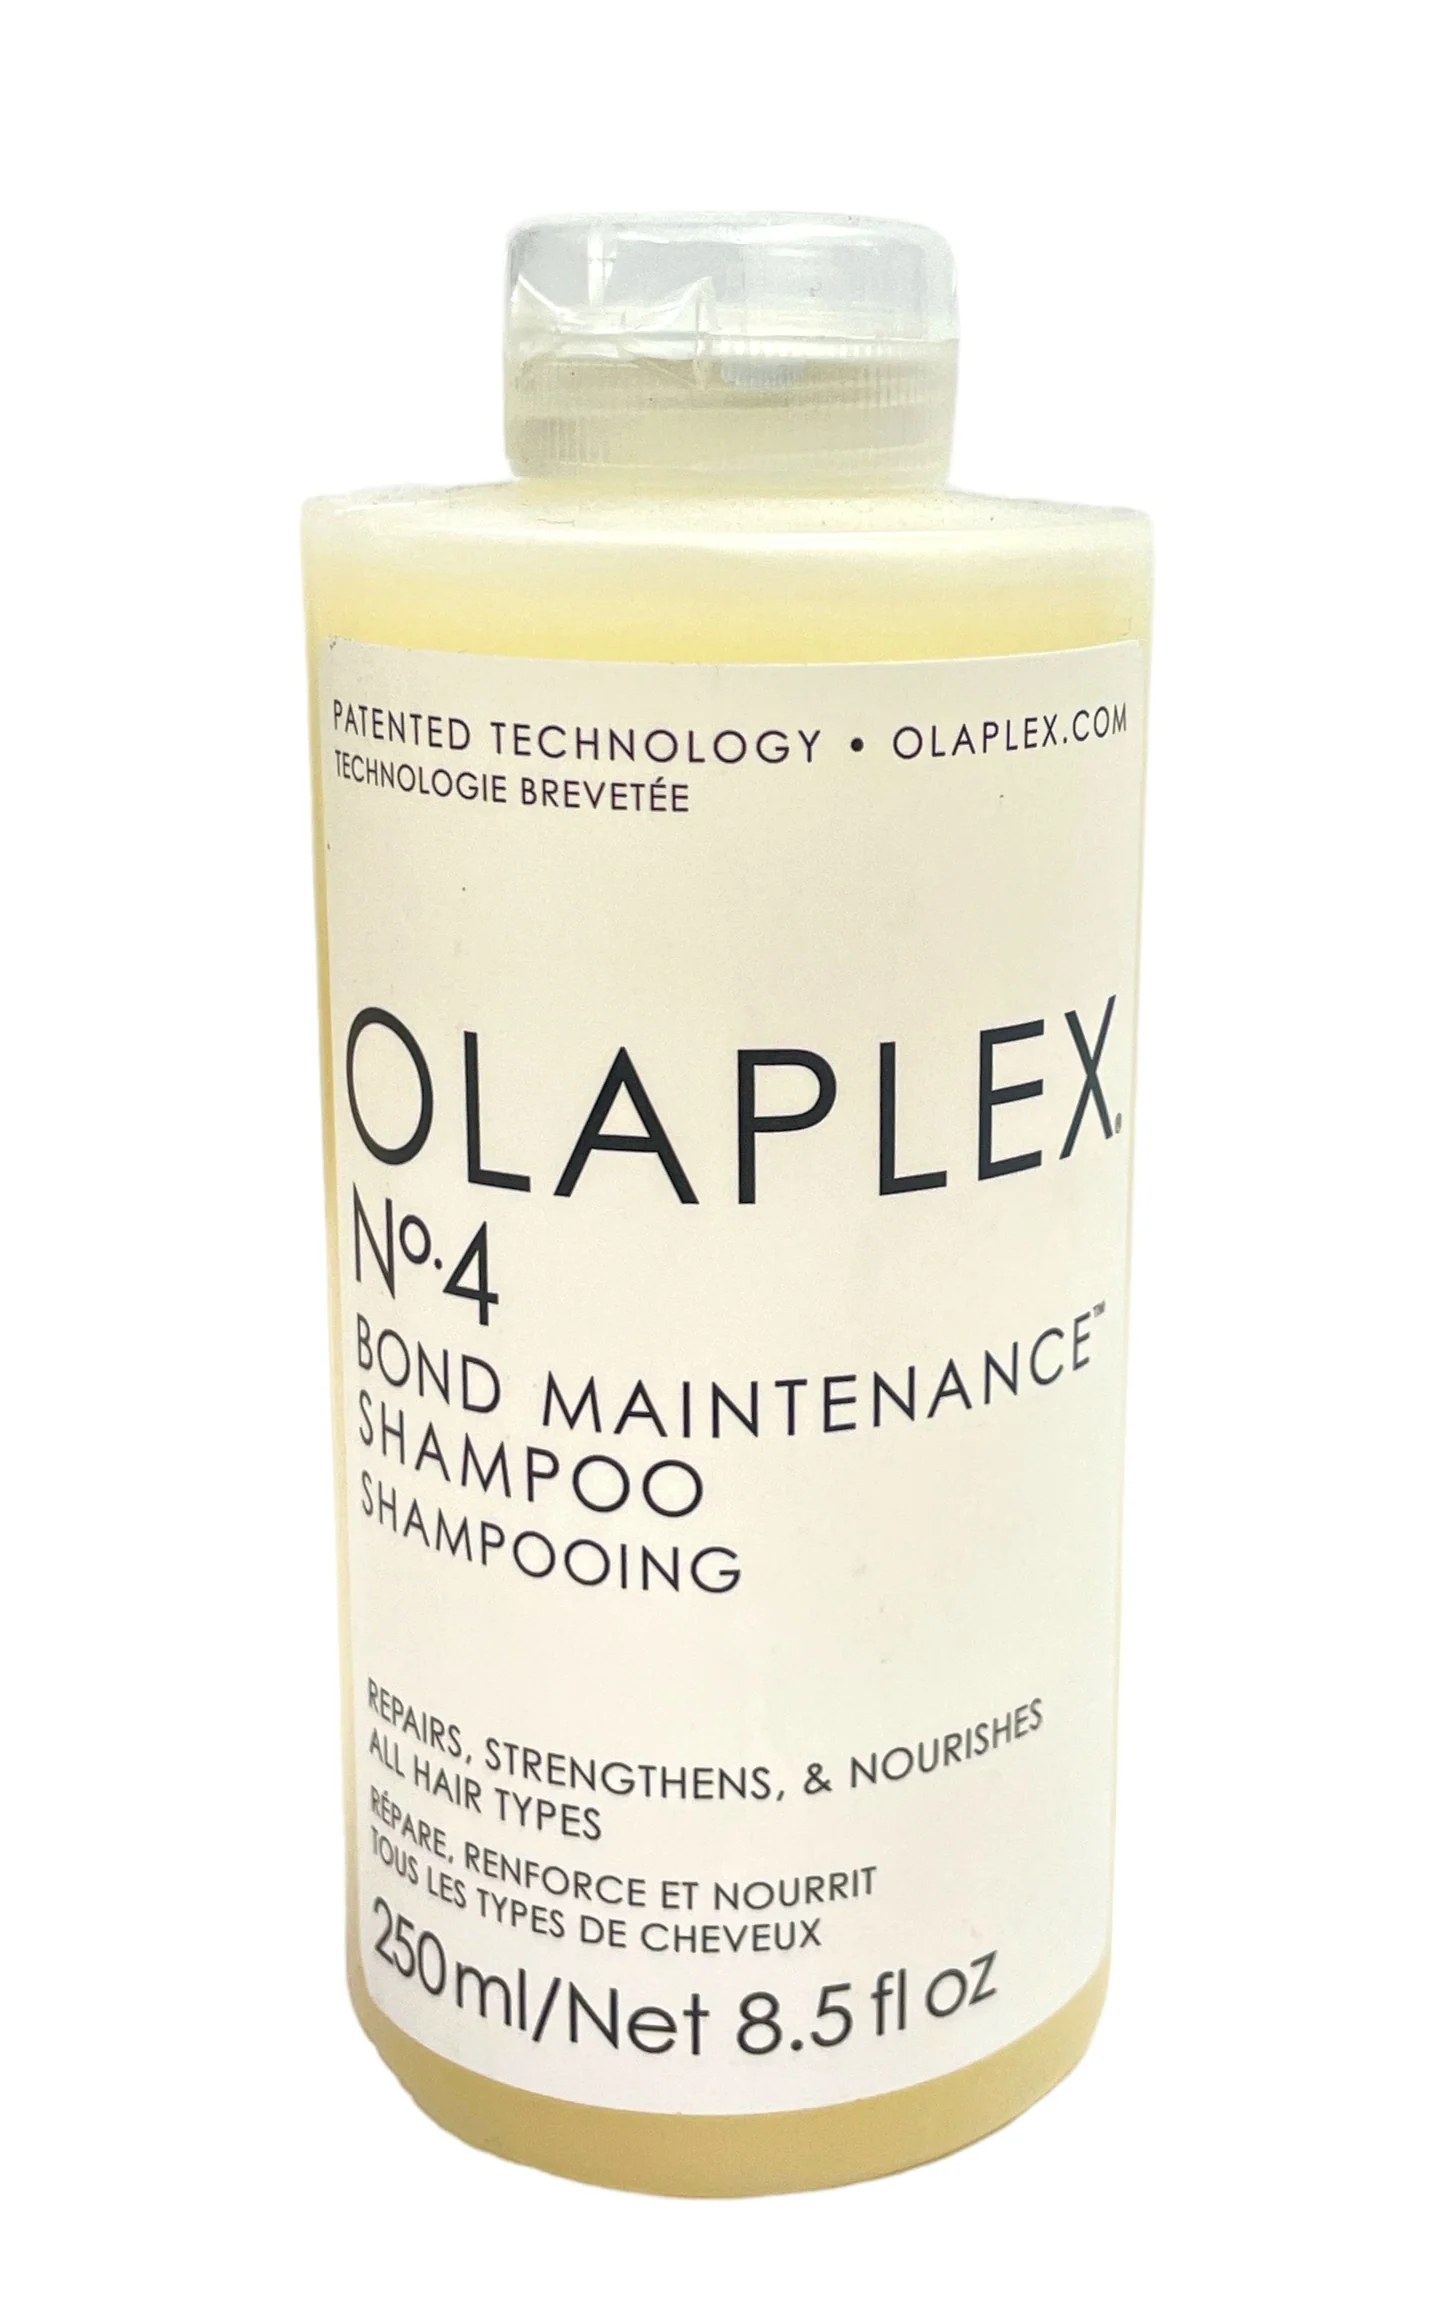 PATENTED TECHNOLOGY • OLAPLEX.COM
TECHNOLOGIE BREVETÉE
OLAPLEX®
Nº.4
BOND MAINTENANCE™
SHAMPOO
SHAMPOOING
REPAIRS, STRENGTHENS, & NOURISHES
ALL HAIR TYPES
RÉPARE, RENFORCE ET NOURRIT
TOUS LES TYPES DE CHEVEUX
250ml/Net 8.5 fl oz